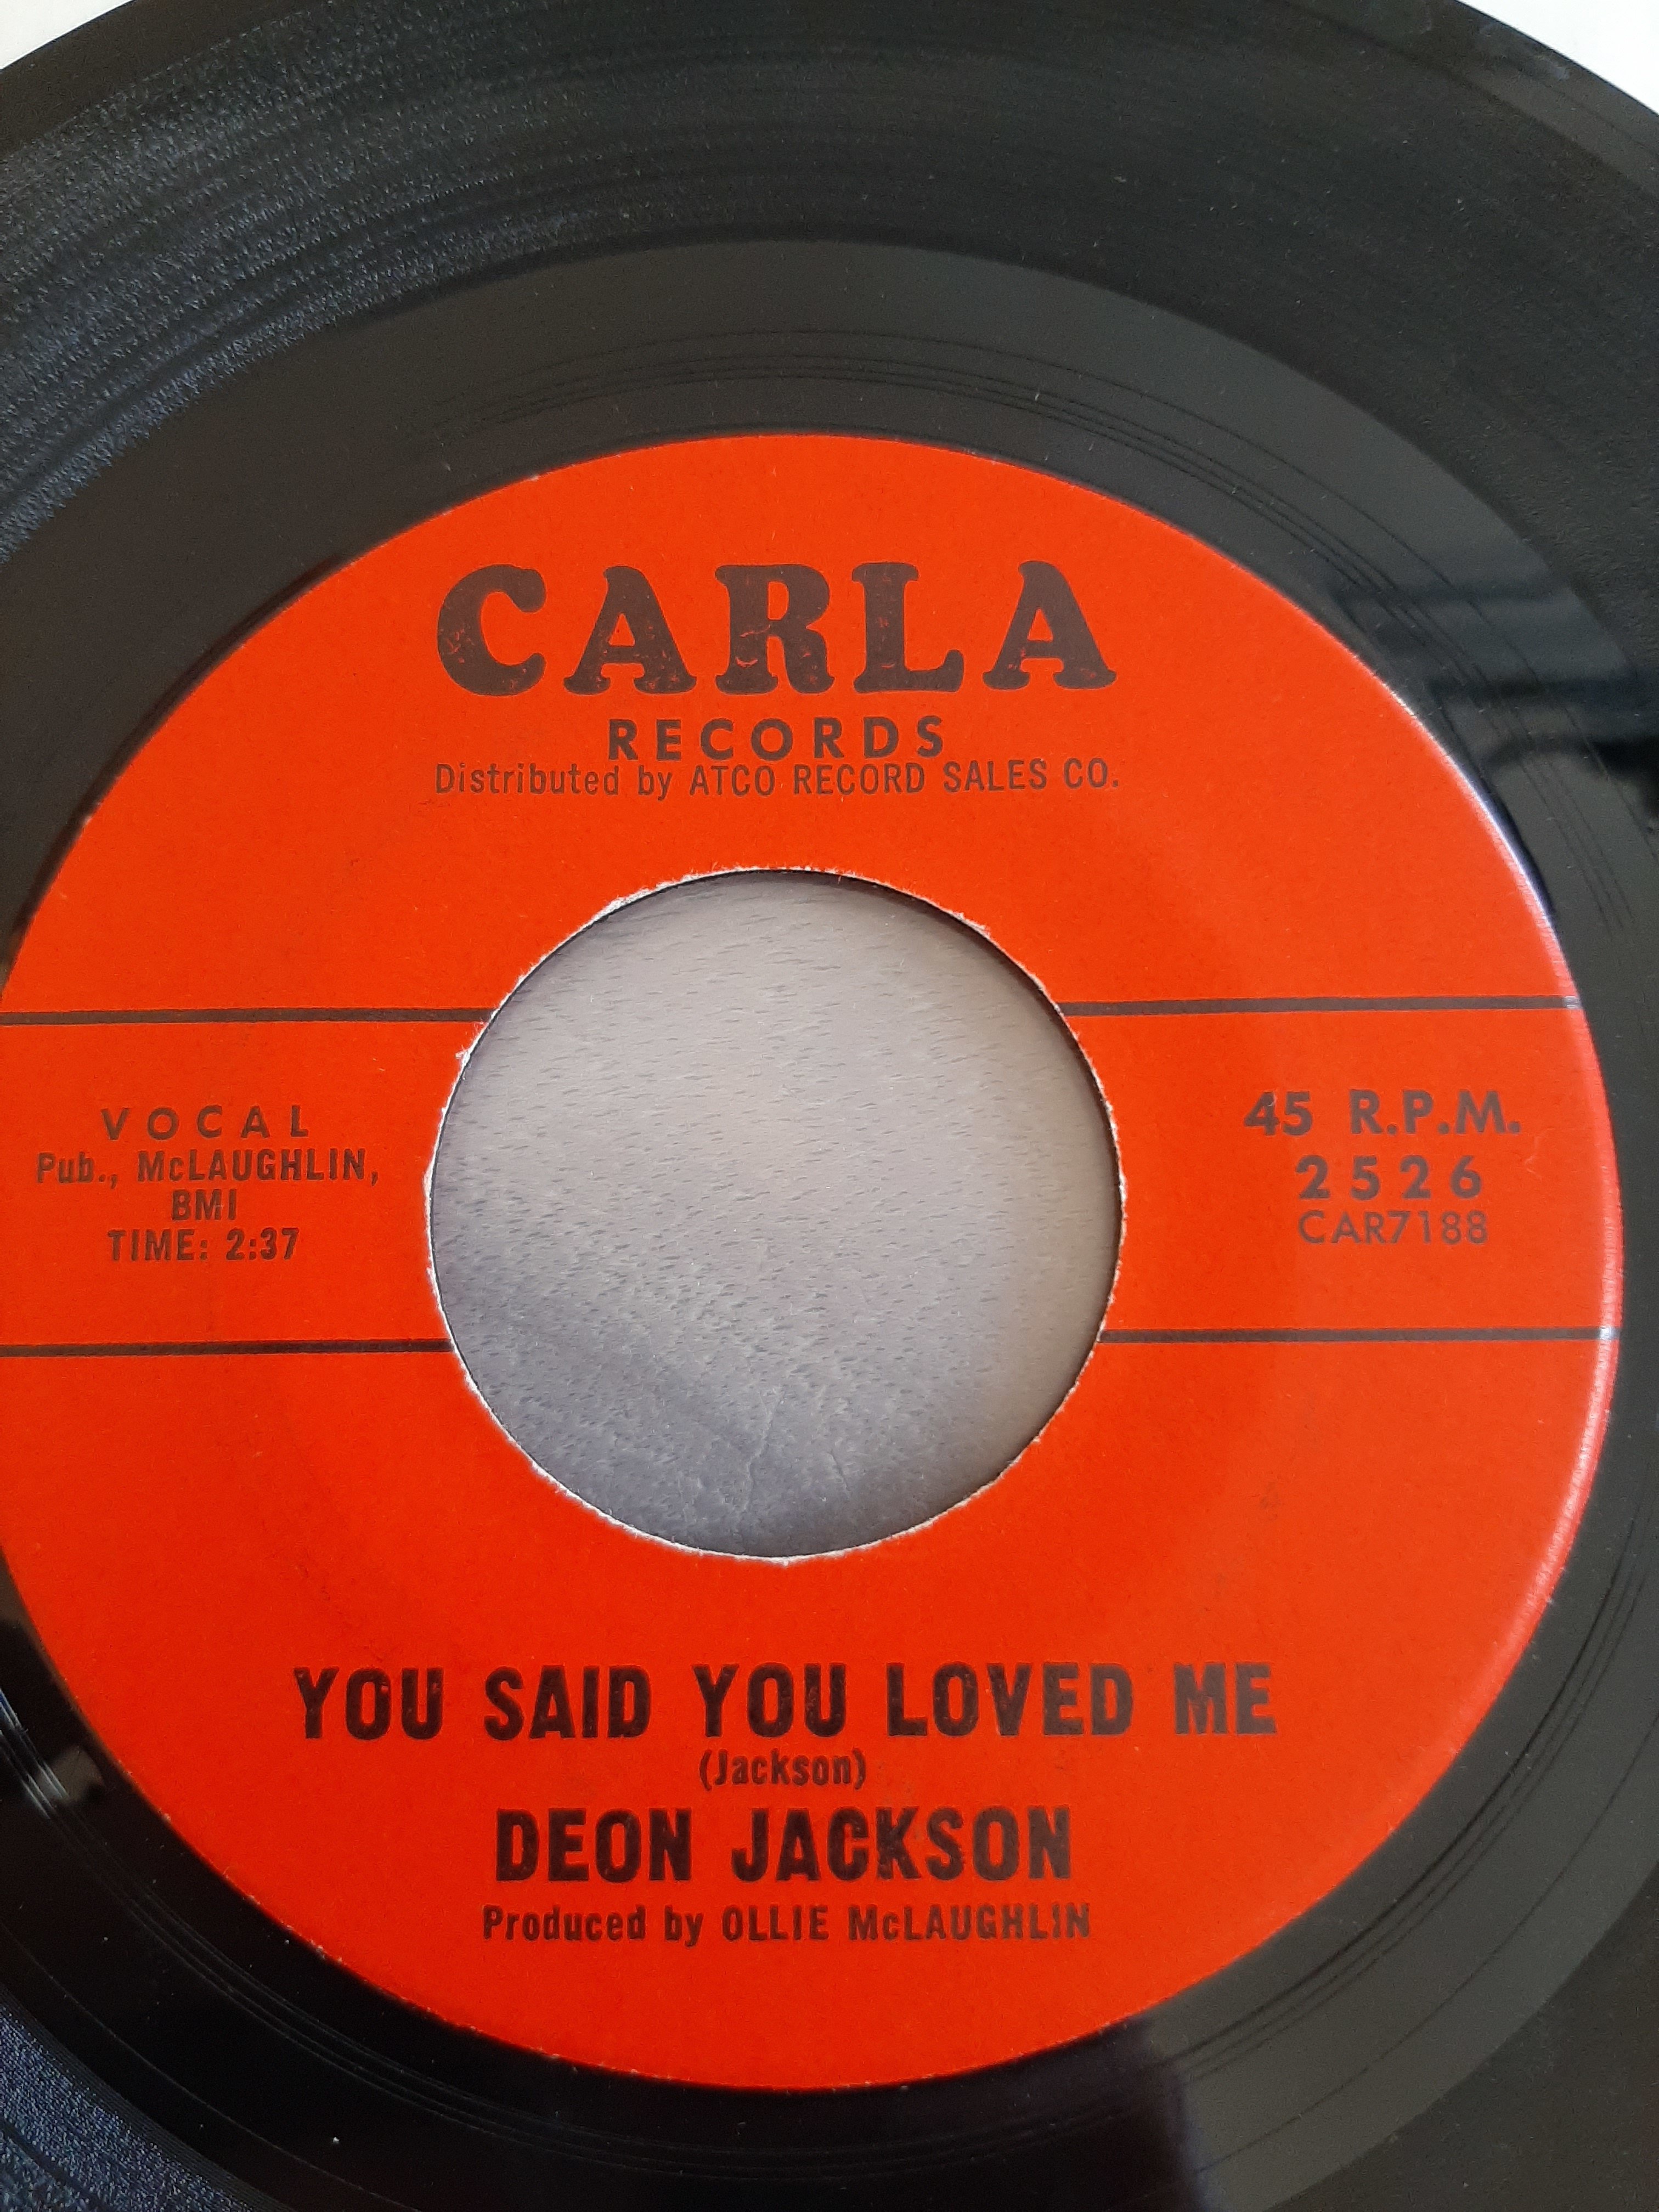 CARLA
RECORDS
Distributed by ATCO RECORD SALES CO.
VOCAL
Pub., McLAUGHLIN,
BMI
TIME: 2:37
45 R.P.M.
2526
CAR7188
YOU SAID YOU LOVED ME
(Jackson)
DEON JACKSON
Produced by OLLIE McLAUGHLIN